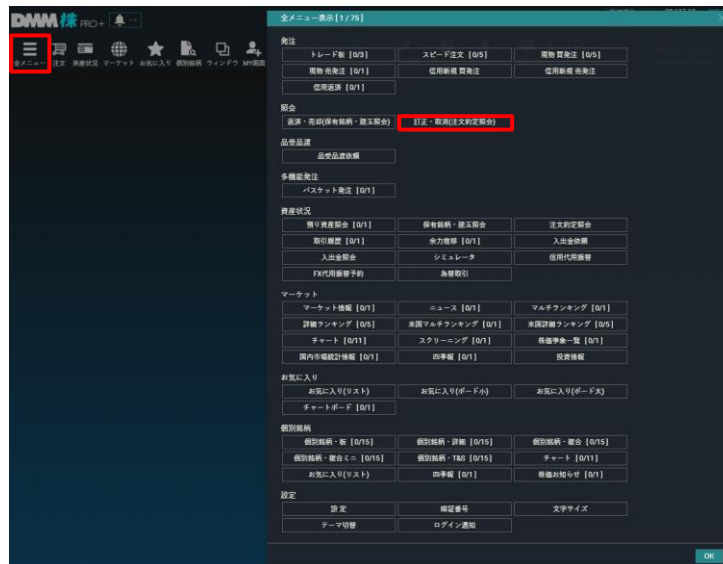 DMM株 PRO+
全メニュー 注文 資産状況 マーケット お気に入り 個別銘柄 ウィンドウ MY画面
全メニュー表示 [1/75]
発注
トレード板 [0/3] スピード注文 [0/5] 現物 買発注 [0/5]
現物 売発注 [0/1] 信用新規 買発注 信用新規 売発注
信用返済 [0/1]
照会
返済・売却(保有銘柄・建玉照会) 訂正・取消(注文約定照会)
品受品渡
品受品渡依頼
多機能発注
バスケット発注 [0/1]
資産状況
預り資産照会 [0/1] 保有銘柄・建玉照会 注文約定照会
取引履歴 [0/1] 余力推移 [0/1] 入出金依頼
入出金照会 シミュレータ 信用代用振替
FX代用振替予約 為替取引
マーケット
マーケット情報 [0/1] ニュース [0/1] マルチランキング [0/1]
詳細ランキング [0/5] 米国マルチランキング [0/1] 米国詳細ランキング [0/5]
チャート [0/11] スクリーニング [0/1] 株価予想一覧 [0/1]
国内市場統計情報 [0/1] 四季報 [0/1] 投資情報
お気に入り
お気に入り(リスト) お気に入り(ボード小) お気に入り(ボード大)
チャートボード [0/1]
個別銘柄
個別銘柄・板 [0/15] 個別銘柄・詳細 [0/15] 個別銘柄・複合 [0/15]
個別銘柄・複合ミニ [0/15] 個別銘柄・T&S [0/15] チャート [0/11]
お気に入り(リスト) 四季報 [0/1] 株価お知らせ [0/1]
設定
設定 暗証番号 文字サイズ
テーマ切替 ログイン通知
OK